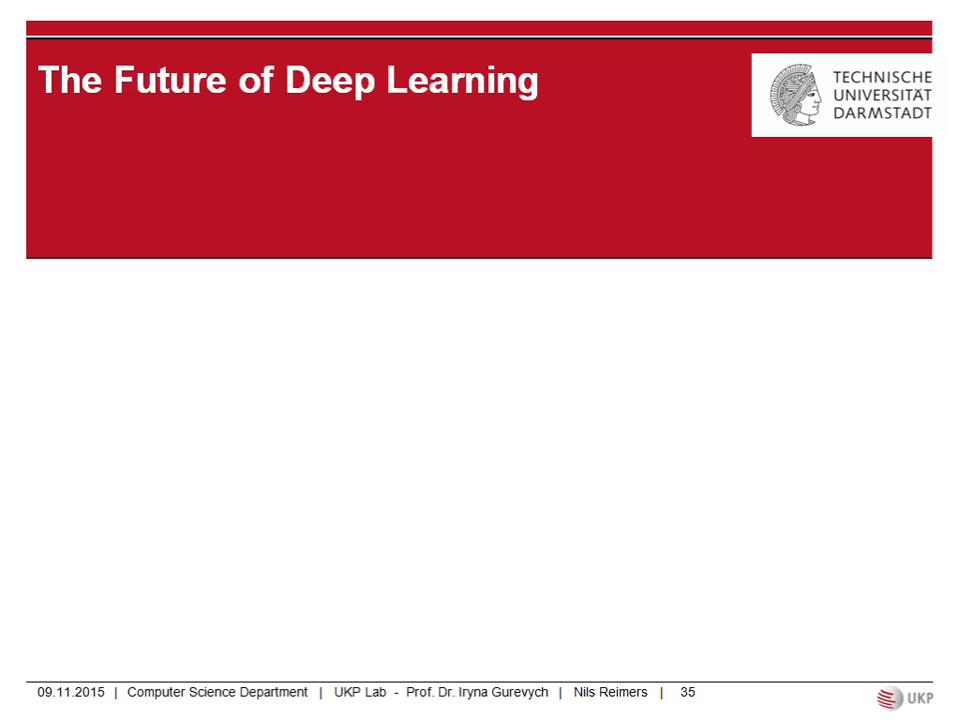 The Future of Deep Learning
TECHNISCHE
UNIVERSITÄT
DARMSTADT
09.11.2015 | Computer Science Department | UKP Lab - Prof. Dr. Iryna Gurevych | Nils Reimers | 35
UKP